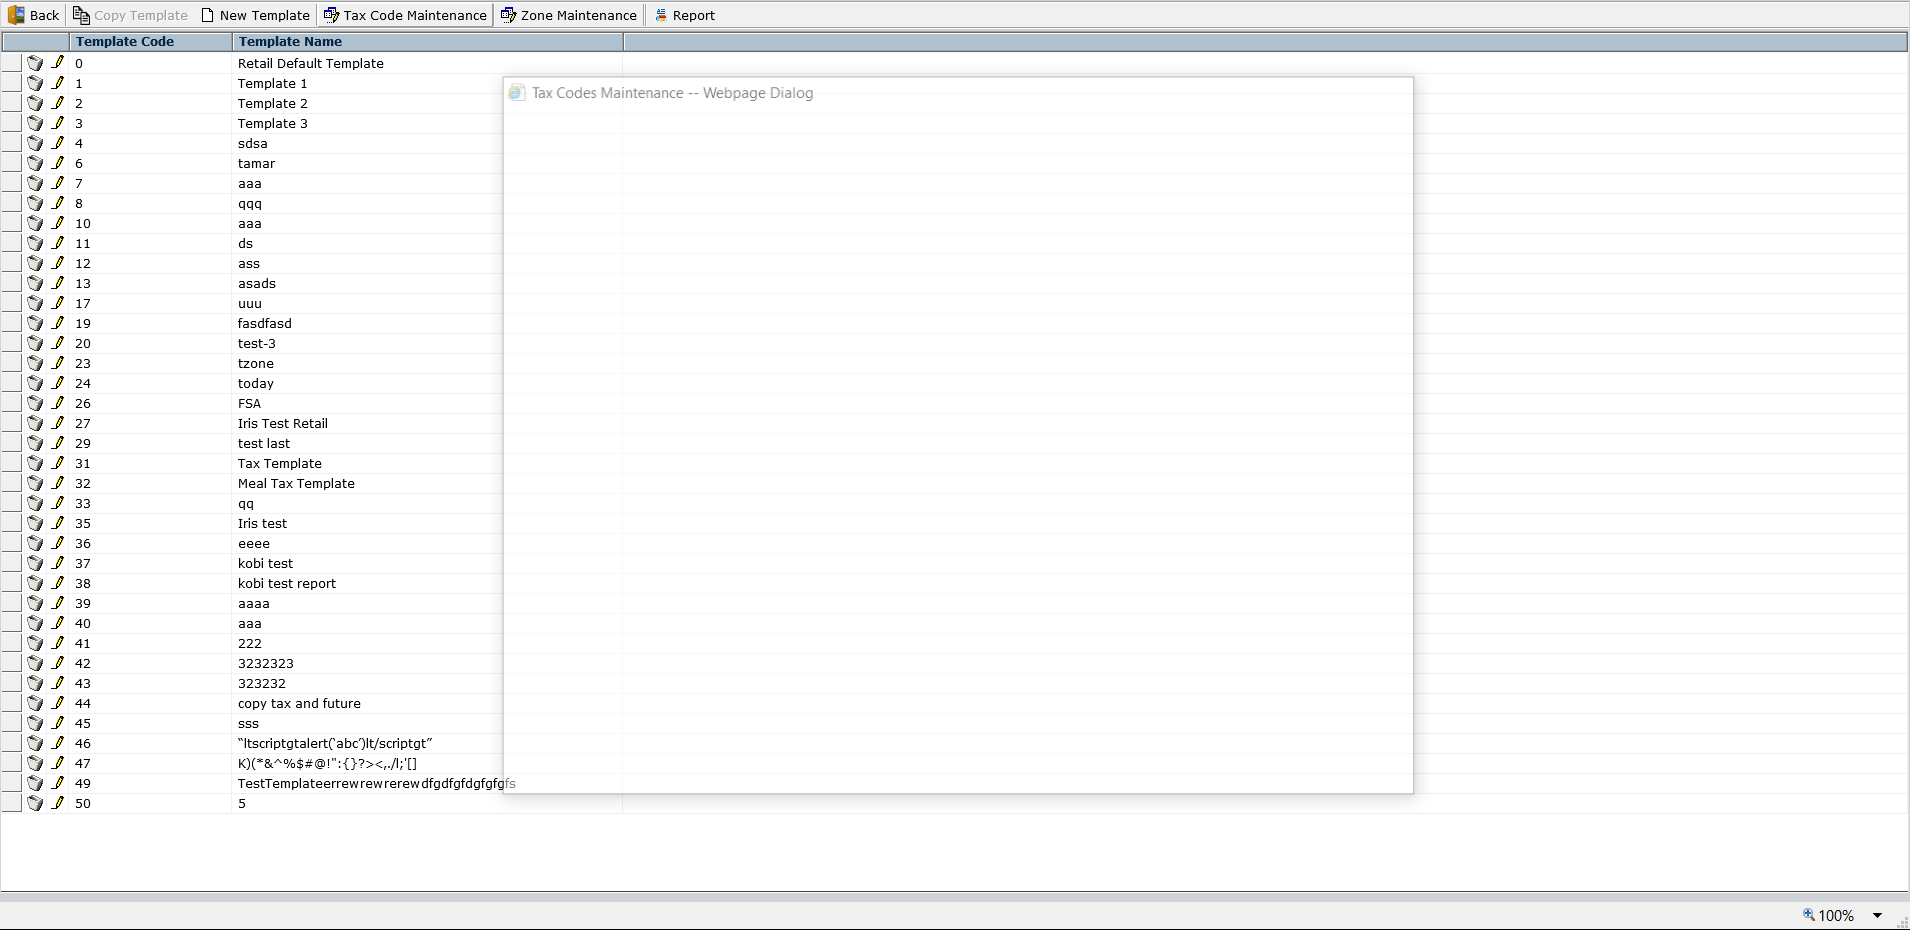 Back Copy Template New Template Tax Code Maintenance Zone Maintenance Report
Template Code Template Name
0 Retail Default Template
1 Template 1
Tax Codes Maintenance -- Webpage Dialog
2 Template 2
3 Template 3
4 sdsa
6 tamar
7 aaa
8 qqq
10 aaa
11 ds
12 ass
13 asads
17 uuu
19 fasdfasd
20 test-3
23 tzone
24 today
26 FSA
27 Iris Test Retail
29 test last
31 Tax Template
32 Meal Tax Template
33 qq
35 Iris test
36 eeee
37 kobi test
38 kobi test report
39 aaaa
40 aaa
41 222
42 3232323
43 323232
44 copy tax and future
45 sss
46 “ltscriptgtalert(‘abc’)lt/scriptgt”
47 K)(*&^%$#@!":{}?><,./l;'[]
49 TestTemplateerrewrewrerewdfgdfgfdgfgfgfs
50 5
100%